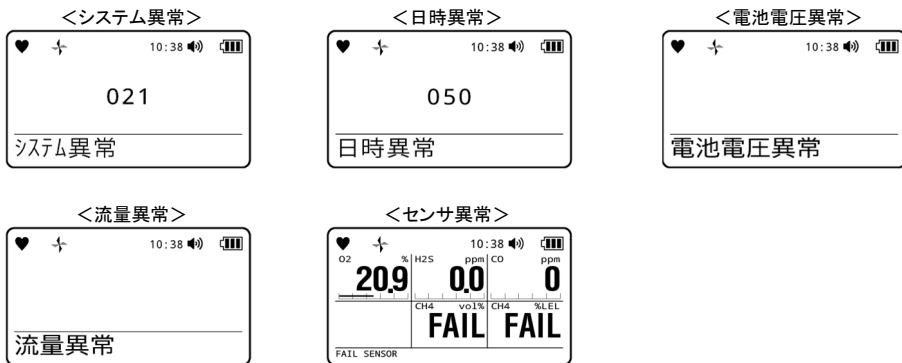 ＜システム異常＞
10:38
021
システム異常
＜日時異常＞
10:38
050
日時異常
＜電池電圧異常＞
10:38
電池電圧異常
＜流量異常＞
10:38
流量異常
＜センサ異常＞
10:38
O2 % H2S ppm CO ppm
20.9 0.0 0
CH4 vol% CH4 %LEL
FAIL FAIL
FAIL SENSOR